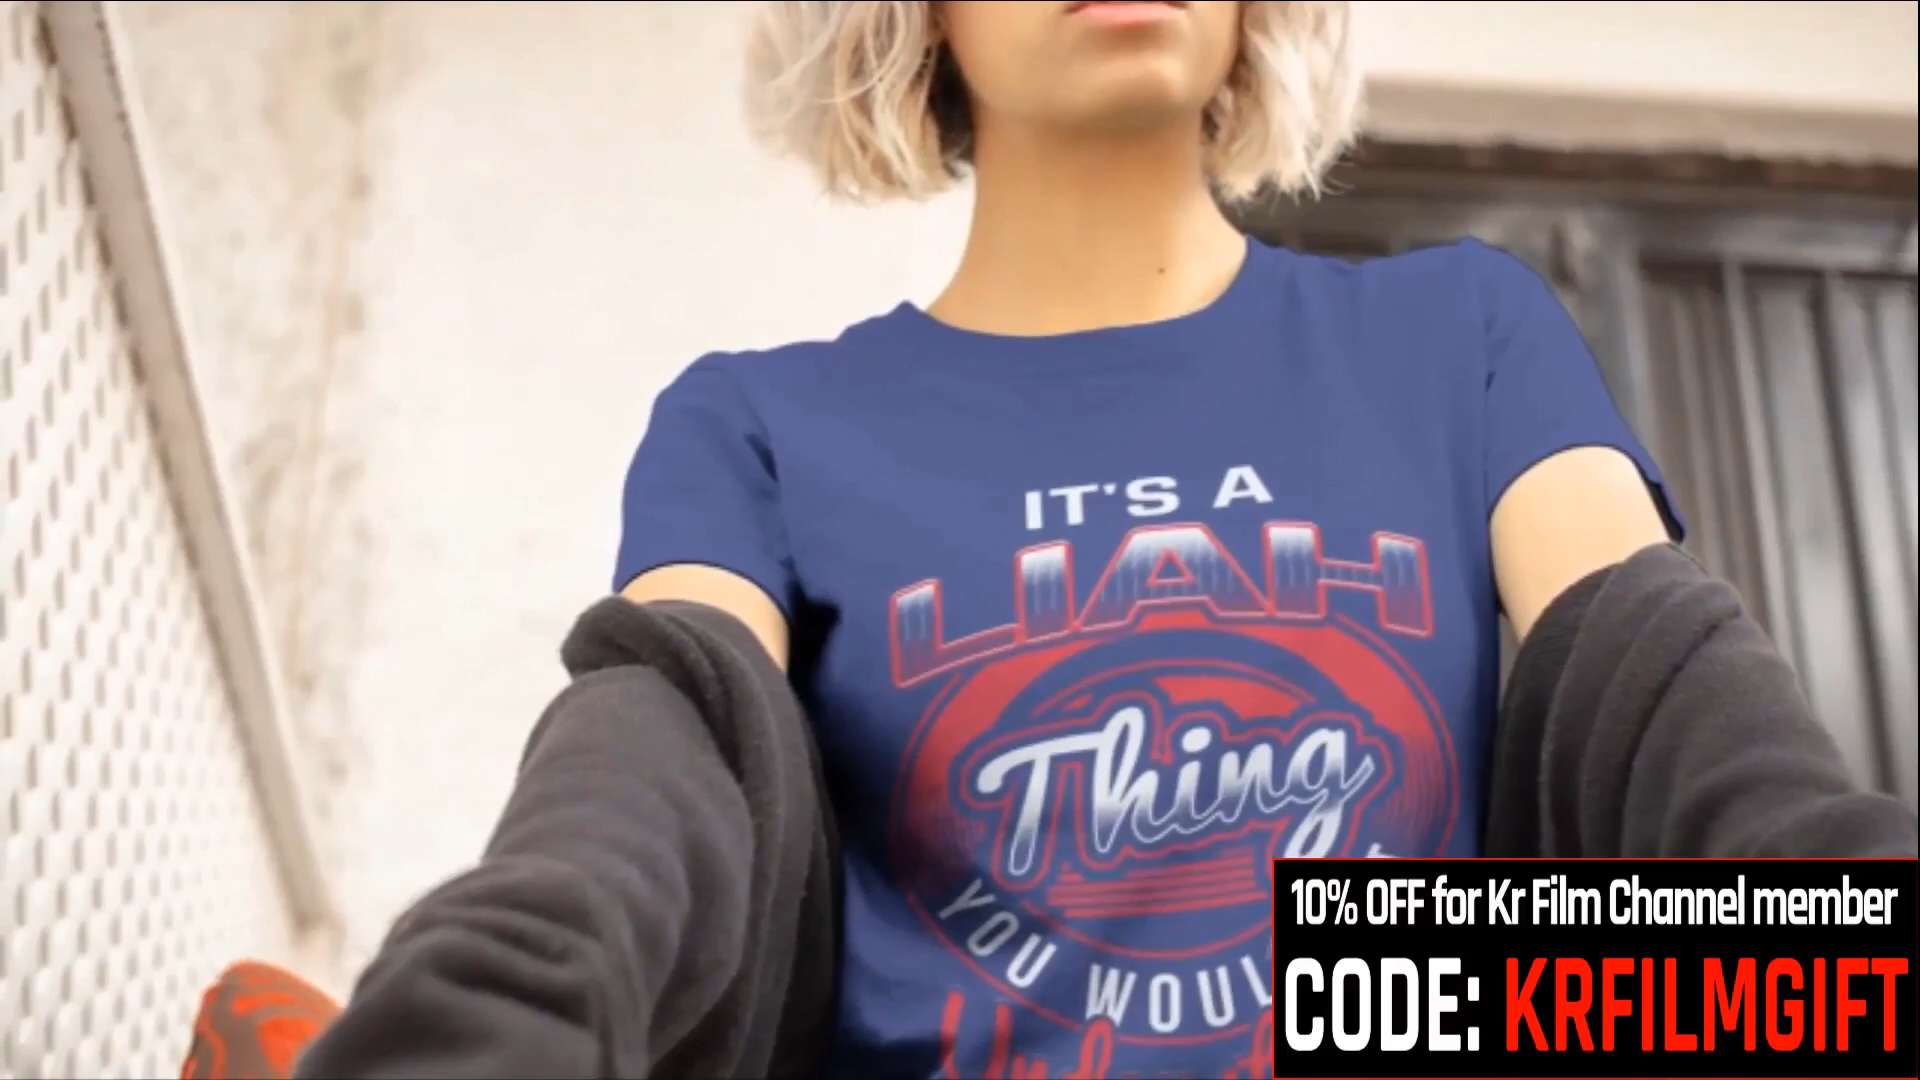 IT'S A
LIAH
Thing
YOU WOUL
10% OFF for Kr Film Channel member
CODE: KRFILMGIFT